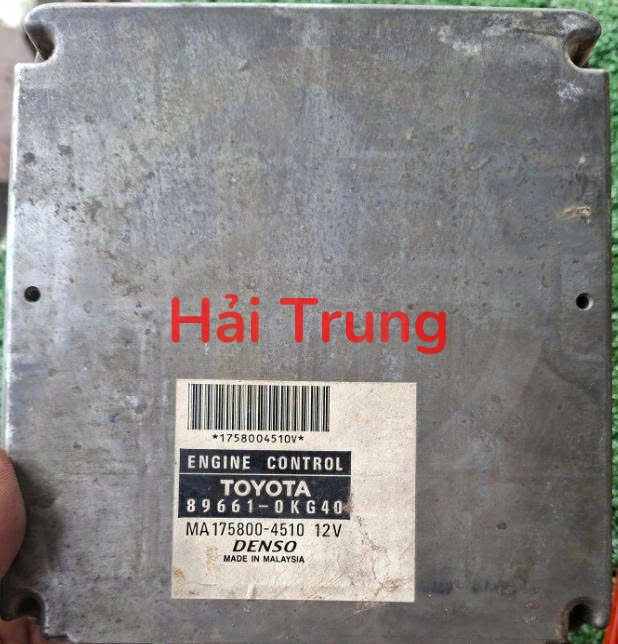 Hải Trung
*1758004510V*
ENGINE CONTROL
TOYOTA
89661-0KG40
MA175800-4510 12V
DENSO
MADE IN MALAYSIA